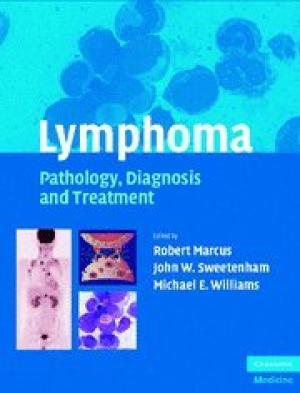 Lymphoma
Pathology, Diagnosis
and Treatment
Edited by
Robert Marcus
John W. Sweetenham
Michael E. Williams
CAMBRIDGE
Medicine